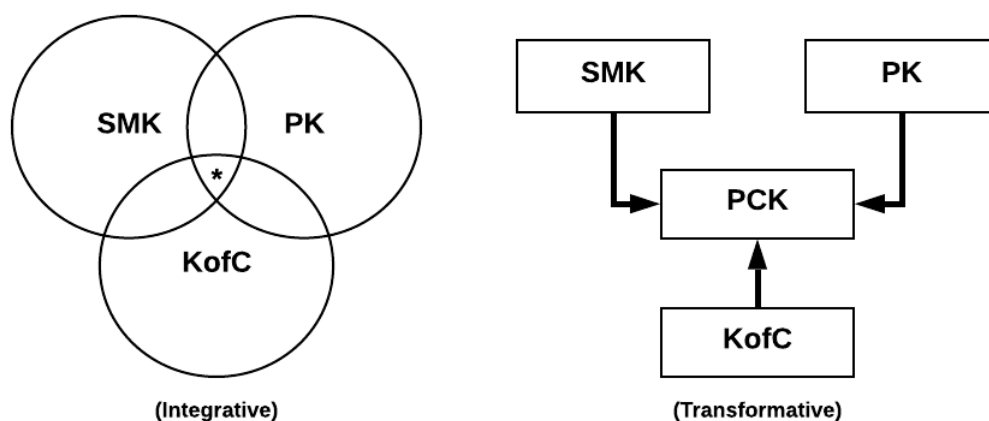 SMK
PK
*
KofC
(Integrative)
SMK
PK
PCK
KofC
(Transformative)